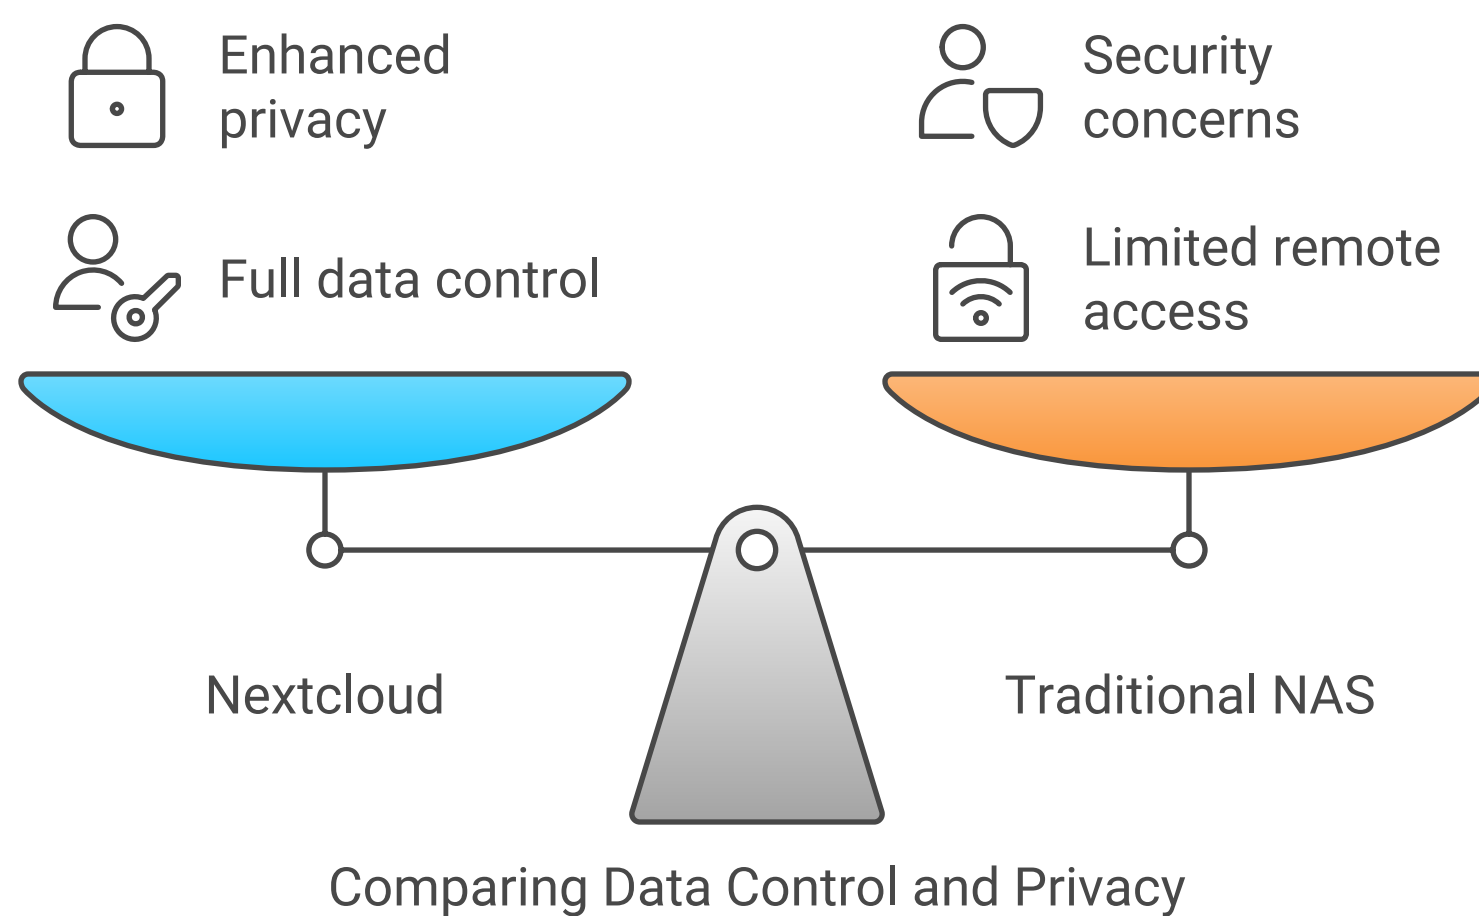 Enhanced
privacy
Full data control
Security
concerns
Limited remote
access
Nextcloud
Traditional NAS
Comparing Data Control and Privacy